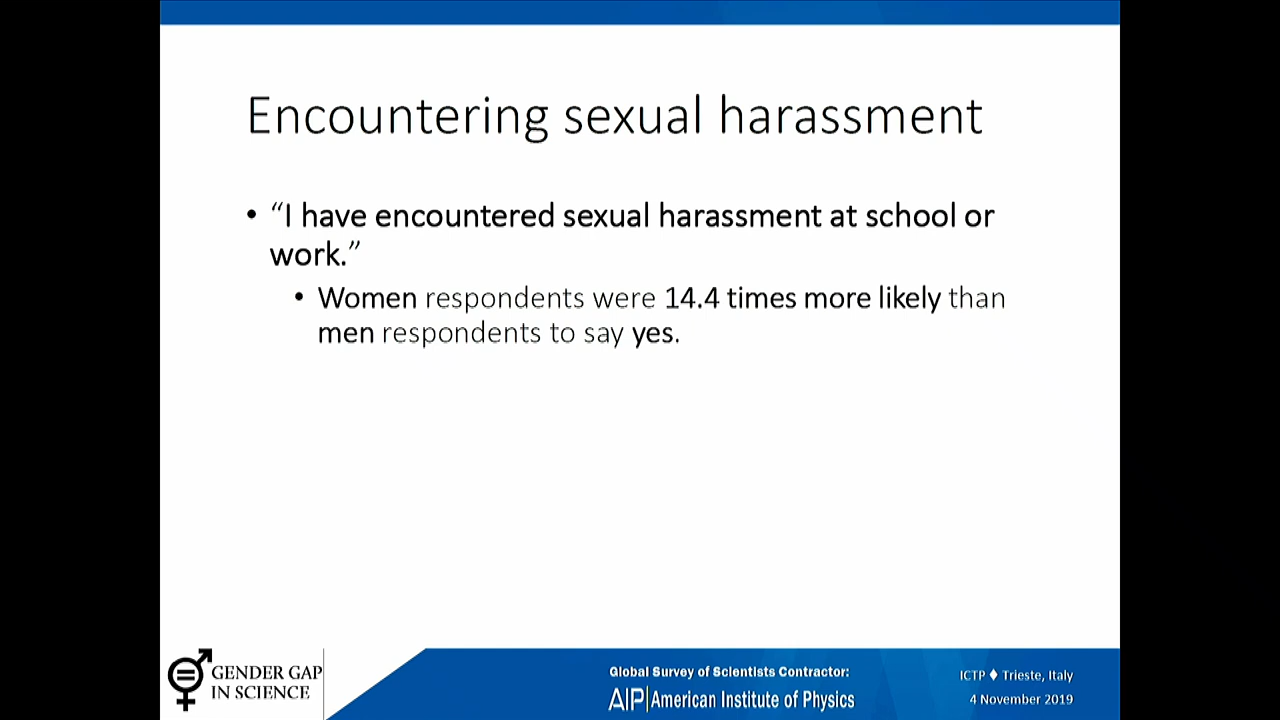 Encountering sexual harassment
• “I have encountered sexual harassment at school or
work.”
• Women respondents were 14.4 times more likely than
men respondents to say yes.
GENDER GAP
IN SCIENCE
Global Survey of Scientists Contractor:
AIP|American Institute of Physics
ICTP ♦ Trieste, Italy
4 November 2019